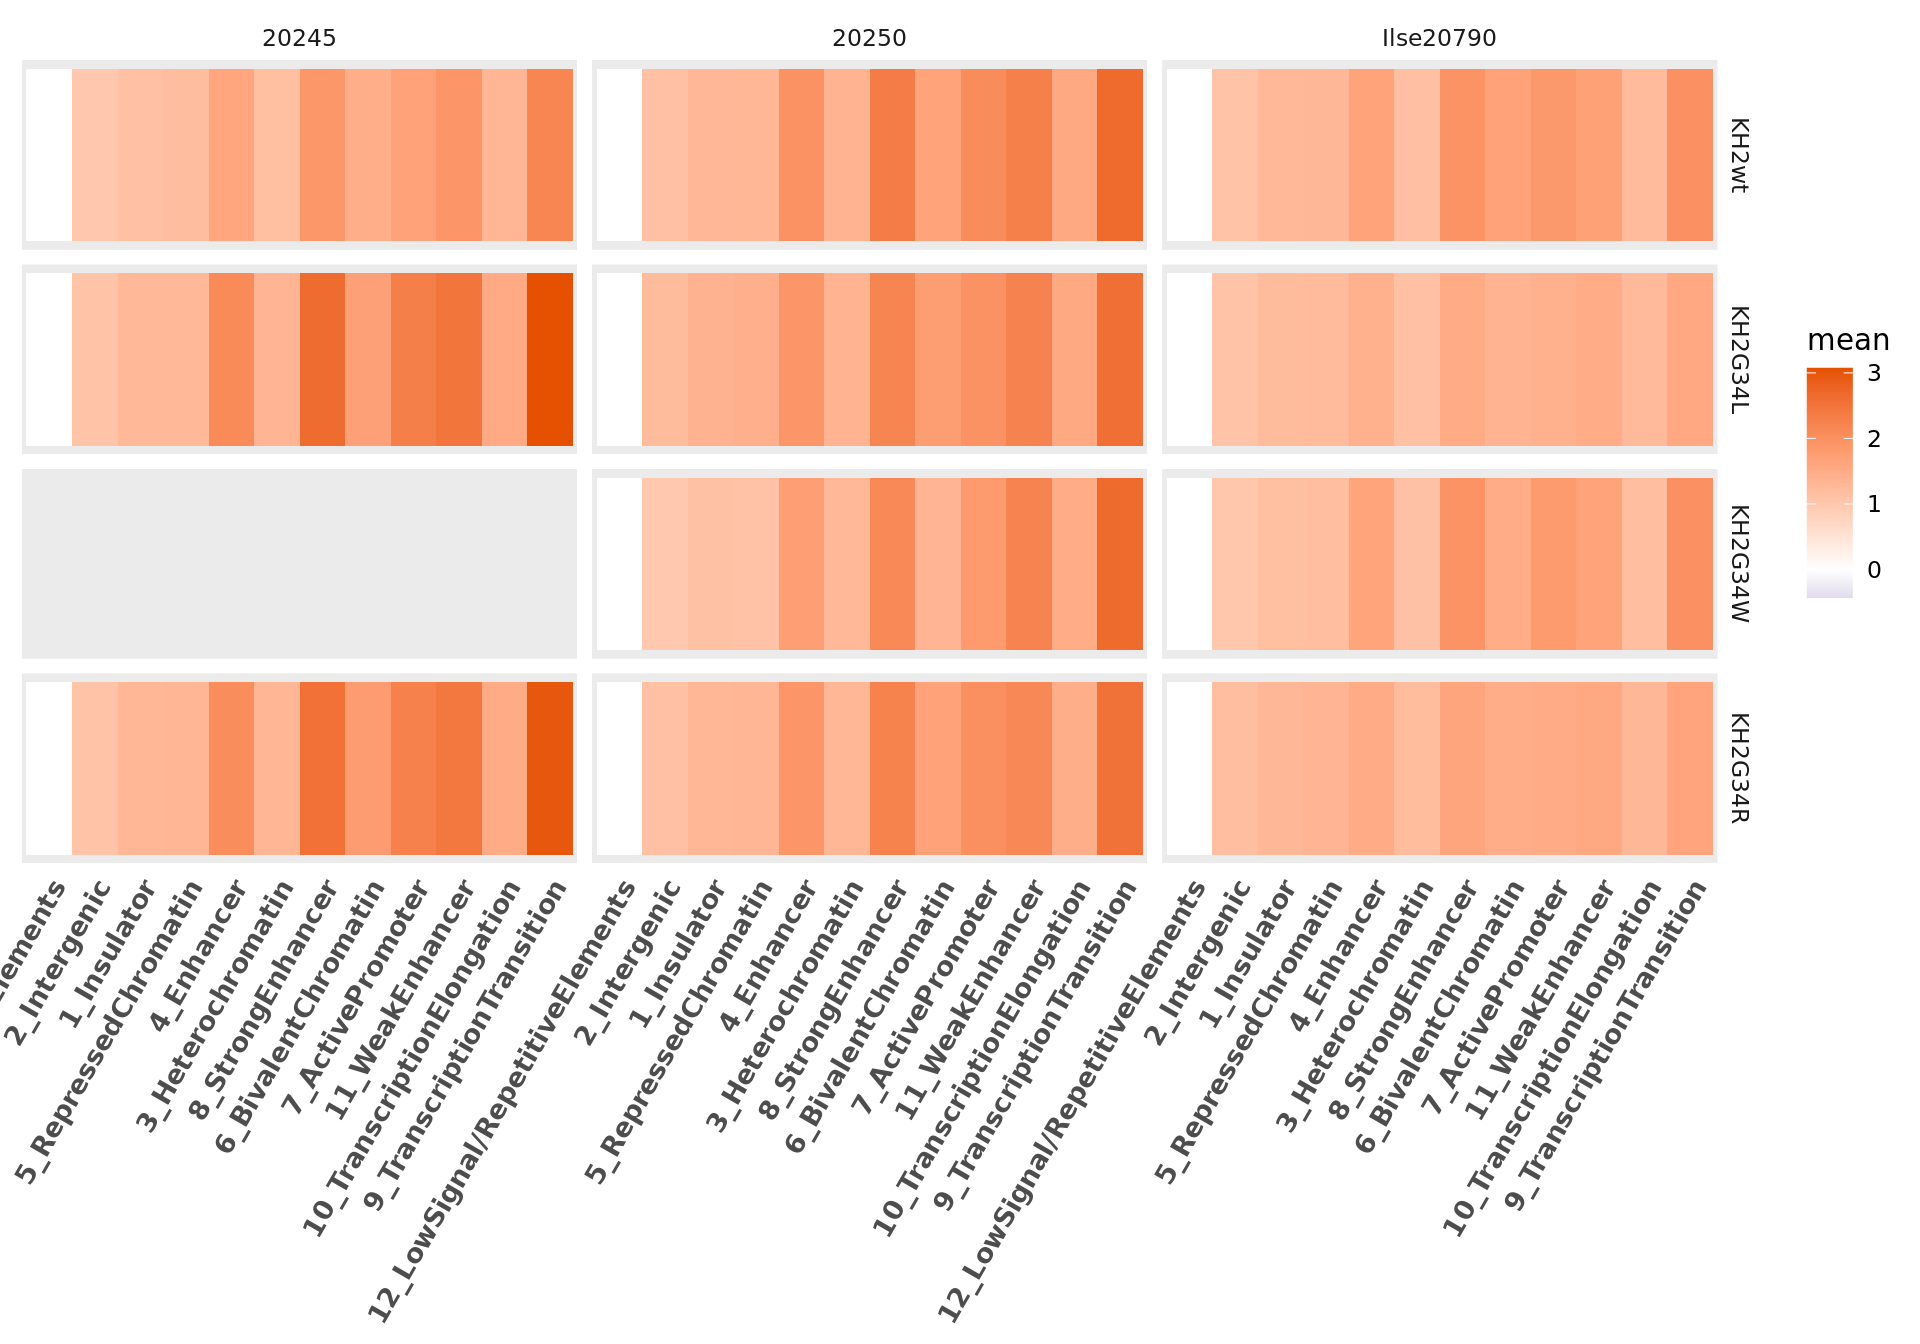 20245
20250
Ilse20790
KH2wt
KH2G34L
KH2G34W
KH2G34R
mean
3
2
1
0
2_Intergenic
1_Insulator
5_RepressedChromatin
4_Enhancer
3_Heterochromatin
8_StrongEnhancer
6_BivalentChromatin
7_ActivePromoter
11_WeakEnhancer
10_TranscriptionElongation
9_TranscriptionTransition
12_LowSignal/RepetitiveElements
2_Intergenic
1_Insulator
5_RepressedChromatin
4_Enhancer
3_Heterochromatin
8_StrongEnhancer
6_BivalentChromatin
7_ActivePromoter
11_WeakEnhancer
10_TranscriptionElongation
9_TranscriptionTransition
12_LowSignal/RepetitiveElements
2_Intergenic
1_Insulator
5_RepressedChromatin
4_Enhancer
3_Heterochromatin
8_StrongEnhancer
6_BivalentChromatin
7_ActivePromoter
11_WeakEnhancer
10_TranscriptionElongation
9_TranscriptionTransition